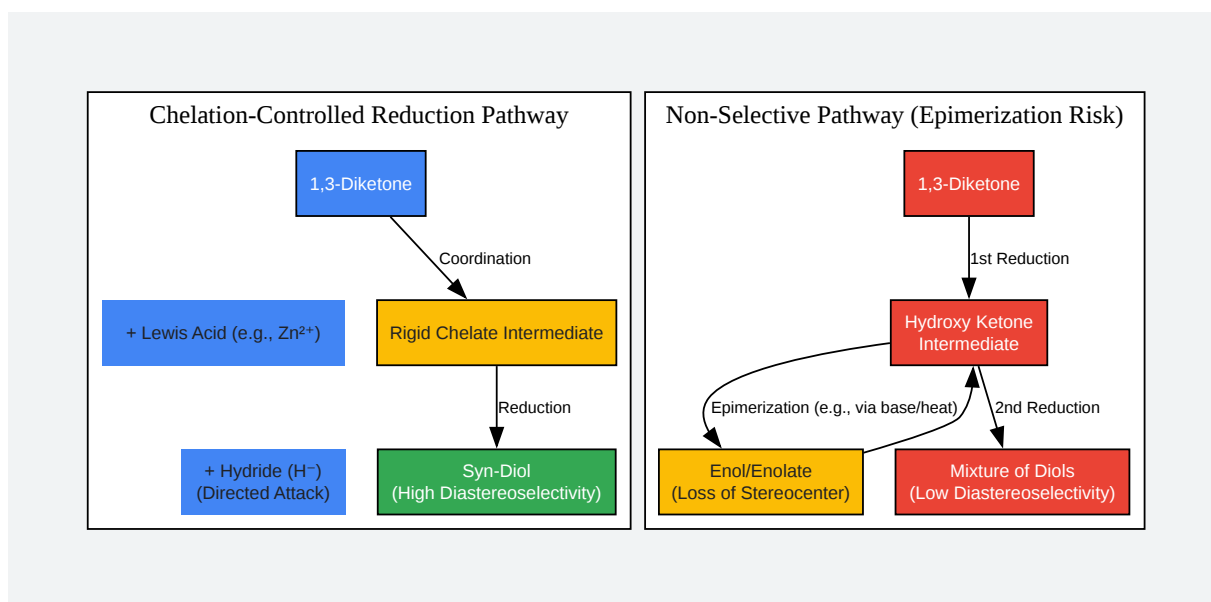 Chelation-Controlled Reduction Pathway
1,3-Diketone
Coordination
+ Lewis Acid (e.g., Zn²⁺)
Rigid Chelate Intermediate
Reduction
+ Hydride (H⁻)
(Directed Attack)
Syn-Diol
(High Diastereoselectivity)
Non-Selective Pathway (Epimerization Risk)
1,3-Diketone
1st Reduction
Hydroxy Ketone
Intermediate
Epimerization (e.g., via base/heat)
2nd Reduction
Enol/Enolate
(Loss of Stereocenter)
Mixture of Diols
(Low Diastereoselectivity)